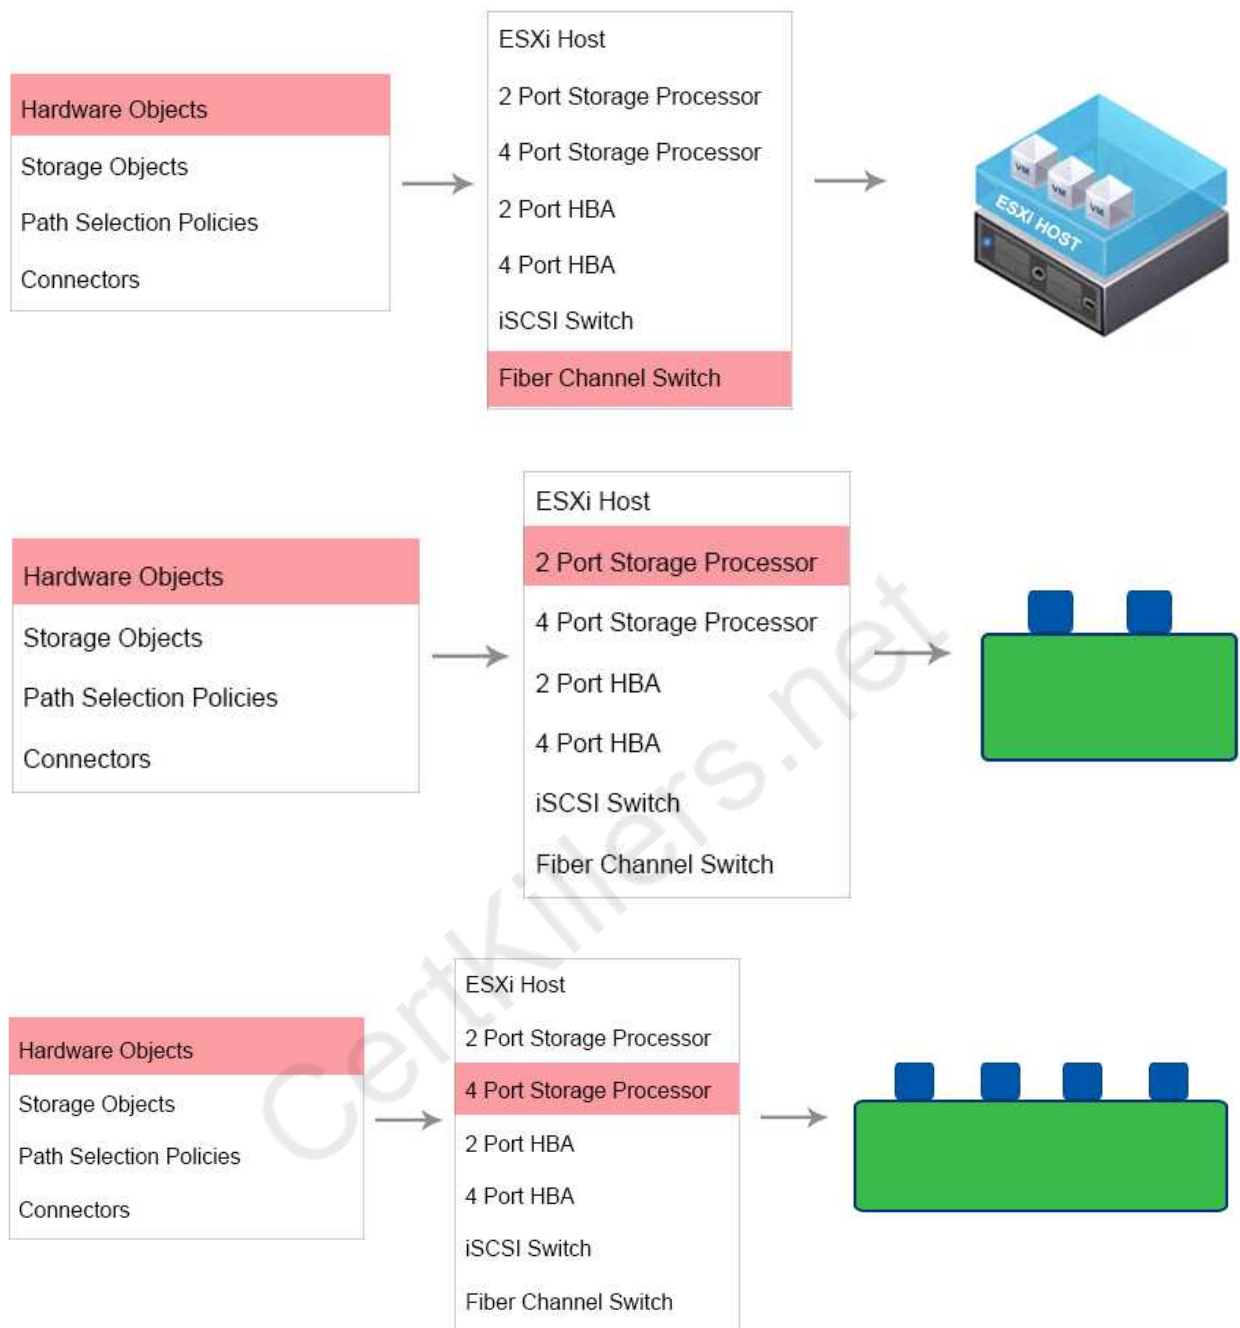 Hardware Objects
Storage Objects
Path Selection Policies
Connectors
ESXi Host
2 Port Storage Processor
4 Port Storage Processor
2 Port HBA
4 Port HBA
iSCSI Switch
Fiber Channel Switch
VM
VM
VM
ESXi HOST
Hardware Objects
Storage Objects
Path Selection Policies
Connectors
ESXi Host
2 Port Storage Processor
4 Port Storage Processor
2 Port HBA
4 Port HBA
iSCSI Switch
Fiber Channel Switch
Hardware Objects
Storage Objects
Path Selection Policies
Connectors
ESXi Host
2 Port Storage Processor
4 Port Storage Processor
2 Port HBA
4 Port HBA
iSCSI Switch
Fiber Channel Switch
CertKillers.net